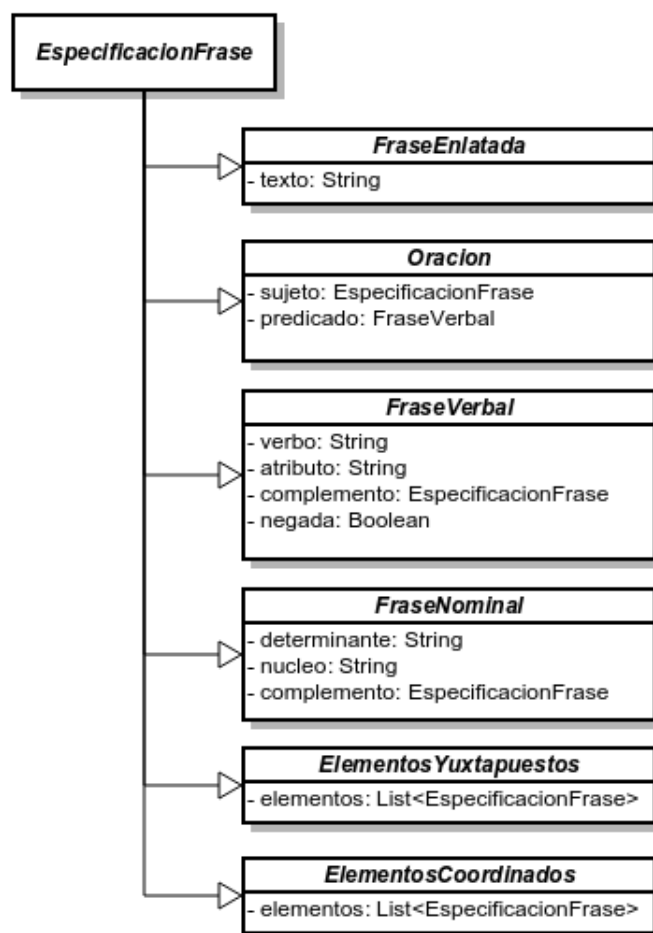 EspecificacionFrase
FraseEnlatada
- texto: String
Oracion
- sujeto: EspecificacionFrase
- predicado: FraseVerbal
FraseVerbal
- verbo: String
- atributo: String
- complemento: EspecificacionFrase
- negada: Boolean
FraseNominal
- determinante: String
- nucleo: String
- complemento: EspecificacionFrase
ElementosYuxtapuestos
- elementos: List<EspecificacionFrase>
ElementosCoordinados
- elementos: List<EspecificacionFrase>